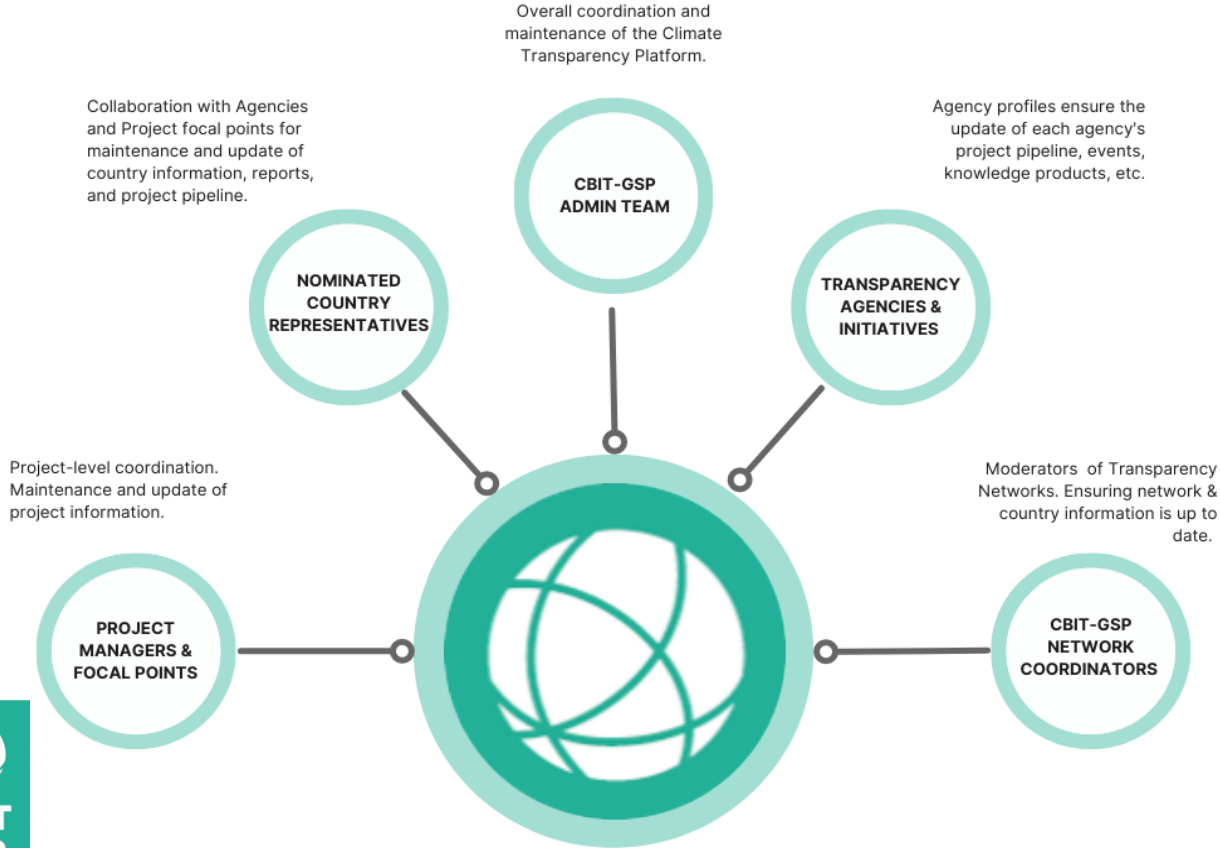 Overall coordination and
maintenance of the Climate
Transparency Platform.
Collaboration with Agencies
and Project focal points for
maintenance and update of
country information, reports,
and project pipeline.
Agency profiles ensure the
update of each agency's
project pipeline, events,
knowledge products, etc.
CBIT-GSP
ADMIN TEAM
NOMINATED
COUNTRY
REPRESENTATIVES
TRANSPARENCY
AGENCIES &
INITIATIVES
Project-level coordination.
Maintenance and update of
project information.
Moderators of Transparency
Networks. Ensuring network &
country information is up to
date.
PROJECT
MANAGERS &
FOCAL POINTS
CBIT-GSP
NETWORK
COORDINATORS